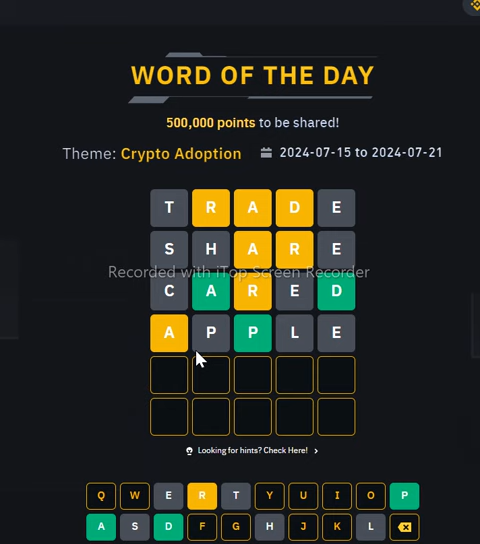 WORD OF THE DAY
500,000 points to be shared!
Theme: Crypto Adoption 2024-07-15 to 2024-07-21
T R A D E
S H A R E
Recorded with iTop Screen Recorder
C A R E D
A P P L E
Looking for hints? Check Here! >
Q W E R T Y U I O P
A S D F G H J K L